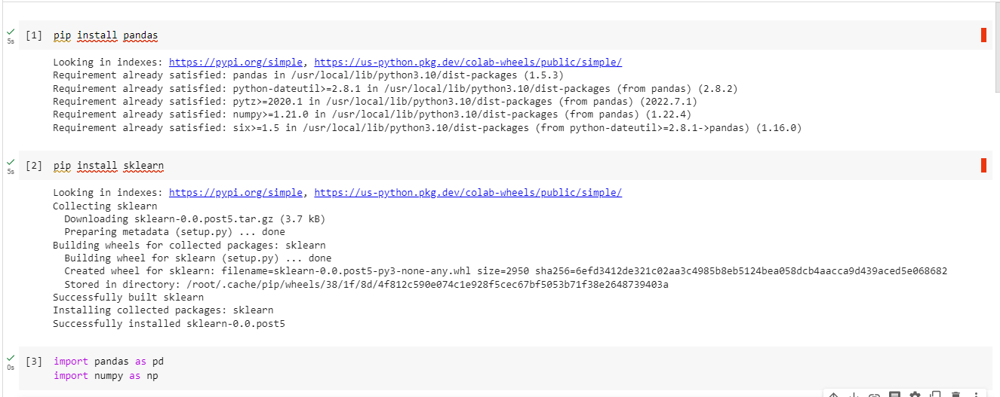 [1] pip install pandas
5s
Looking in indexes: https://pypi.org/simple, https://us-python.pkg.dev/colab-wheels/public/simple/
Requirement already satisfied: pandas in /usr/local/lib/python3.10/dist-packages (1.5.3)
Requirement already satisfied: python-dateutil>=2.8.1 in /usr/local/lib/python3.10/dist-packages (from pandas) (2.8.2)
Requirement already satisfied: pytz>=2020.1 in /usr/local/lib/python3.10/dist-packages (from pandas) (2022.7.1)
Requirement already satisfied: numpy>=1.21.0 in /usr/local/lib/python3.10/dist-packages (from pandas) (1.22.4)
Requirement already satisfied: six>=1.5 in /usr/local/lib/python3.10/dist-packages (from python-dateutil>=2.8.1->pandas) (1.16.0)
[2] pip install sklearn
5s
Looking in indexes: https://pypi.org/simple, https://us-python.pkg.dev/colab-wheels/public/simple/
Collecting sklearn
Downloading sklearn-0.0.post5.tar.gz (3.7 kB)
Preparing metadata (setup.py) ... done
Building wheels for collected packages: sklearn
Building wheel for sklearn (setup.py) ... done
Created wheel for sklearn: filename=sklearn-0.0.post5-py3-none-any.whl size=2950 sha256=6efd3412de321c02aa3c4985b8eb5124bea058dcb4aacca9d439aced5e068682
Stored in directory: /root/.cache/pip/wheels/38/1f/8d/4f812c590e074c1e928f5cec67bf5053b71f38e2648739403a
Successfully built sklearn
Installing collected packages: sklearn
Successfully installed sklearn-0.0.post5
[3] import pandas as pd
0s
import numpy as np